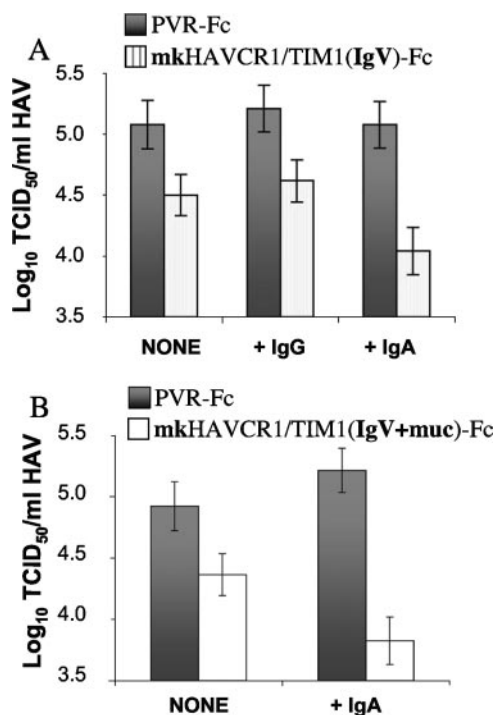 A
PVR-Fc
mkHAVCR1/TIM1(IgV)-Fc
Log₁₀ TCID₅₀/ml HAV
5.5
5.0
4.5
4.0
3.5
NONE + IgG + IgA
B
PVR-Fc
mkHAVCR1/TIM1(IgV+muc)-Fc
Log₁₀ TCID₅₀/ml HAV
5.5
5.0
4.5
4.0
3.5
NONE + IgA